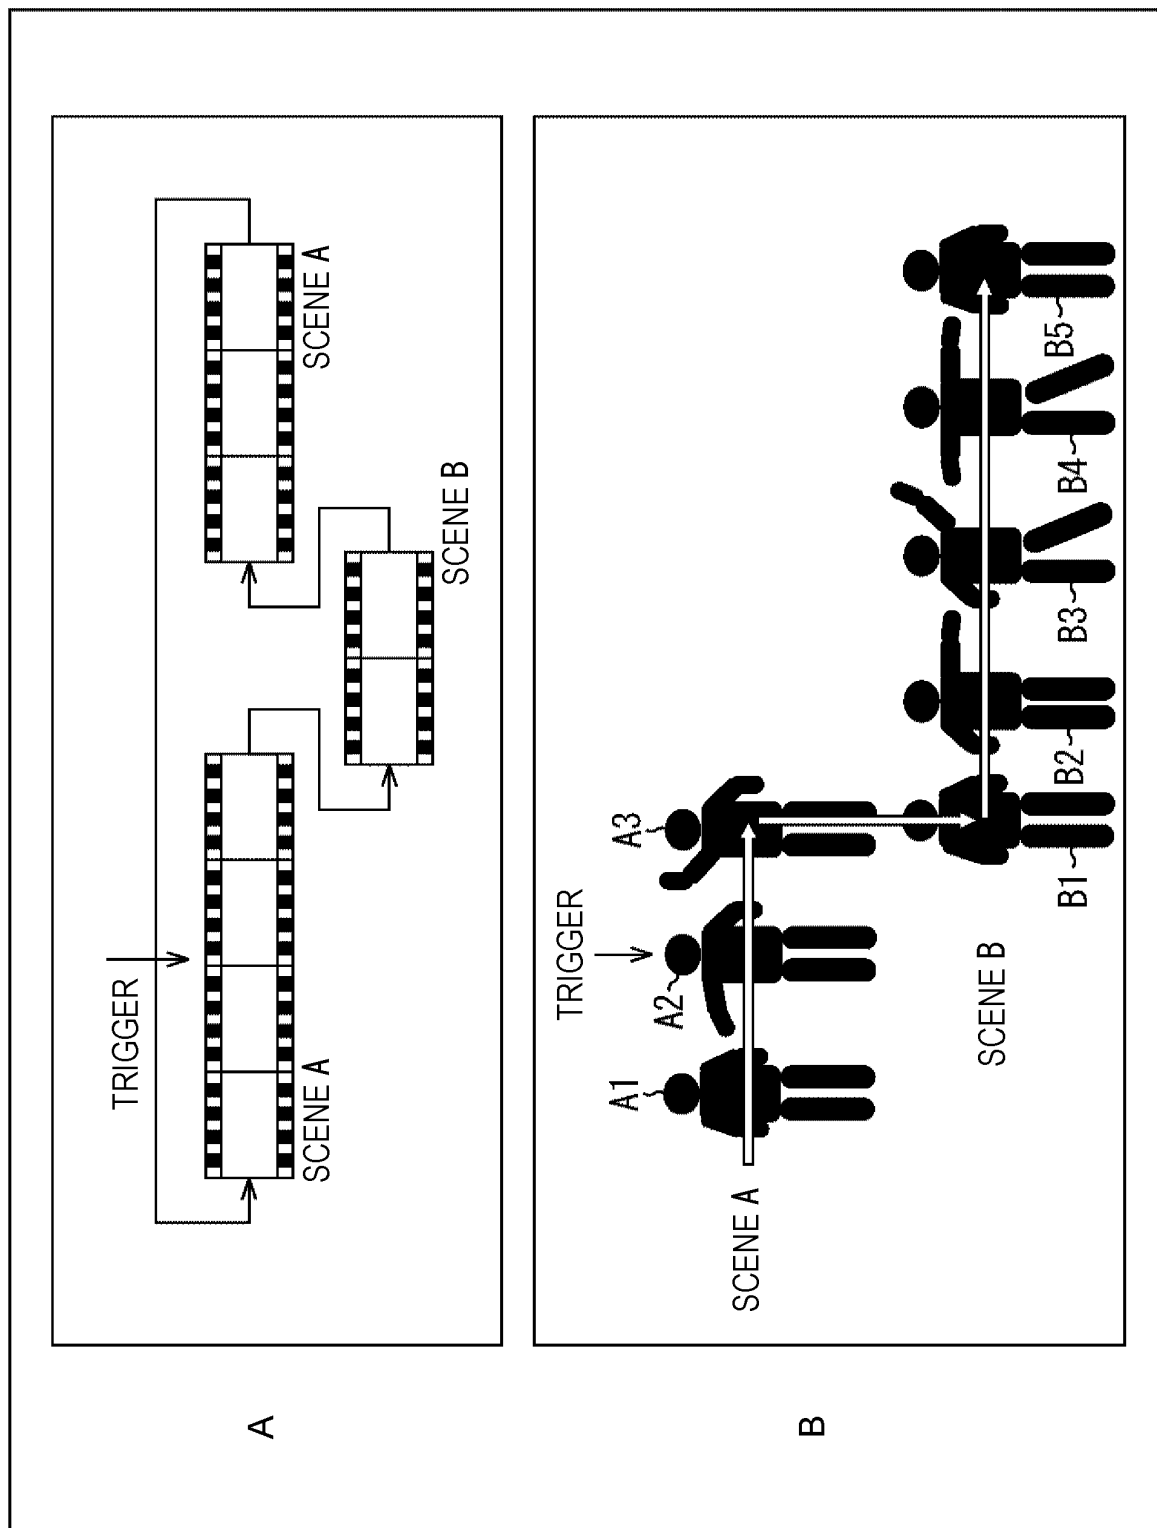 A
TRIGGER
SCENE A
SCENE B
SCENE A
B
TRIGGER
A1
A2
A3
SCENE A
SCENE B
B1
B2
B3
B4
B5